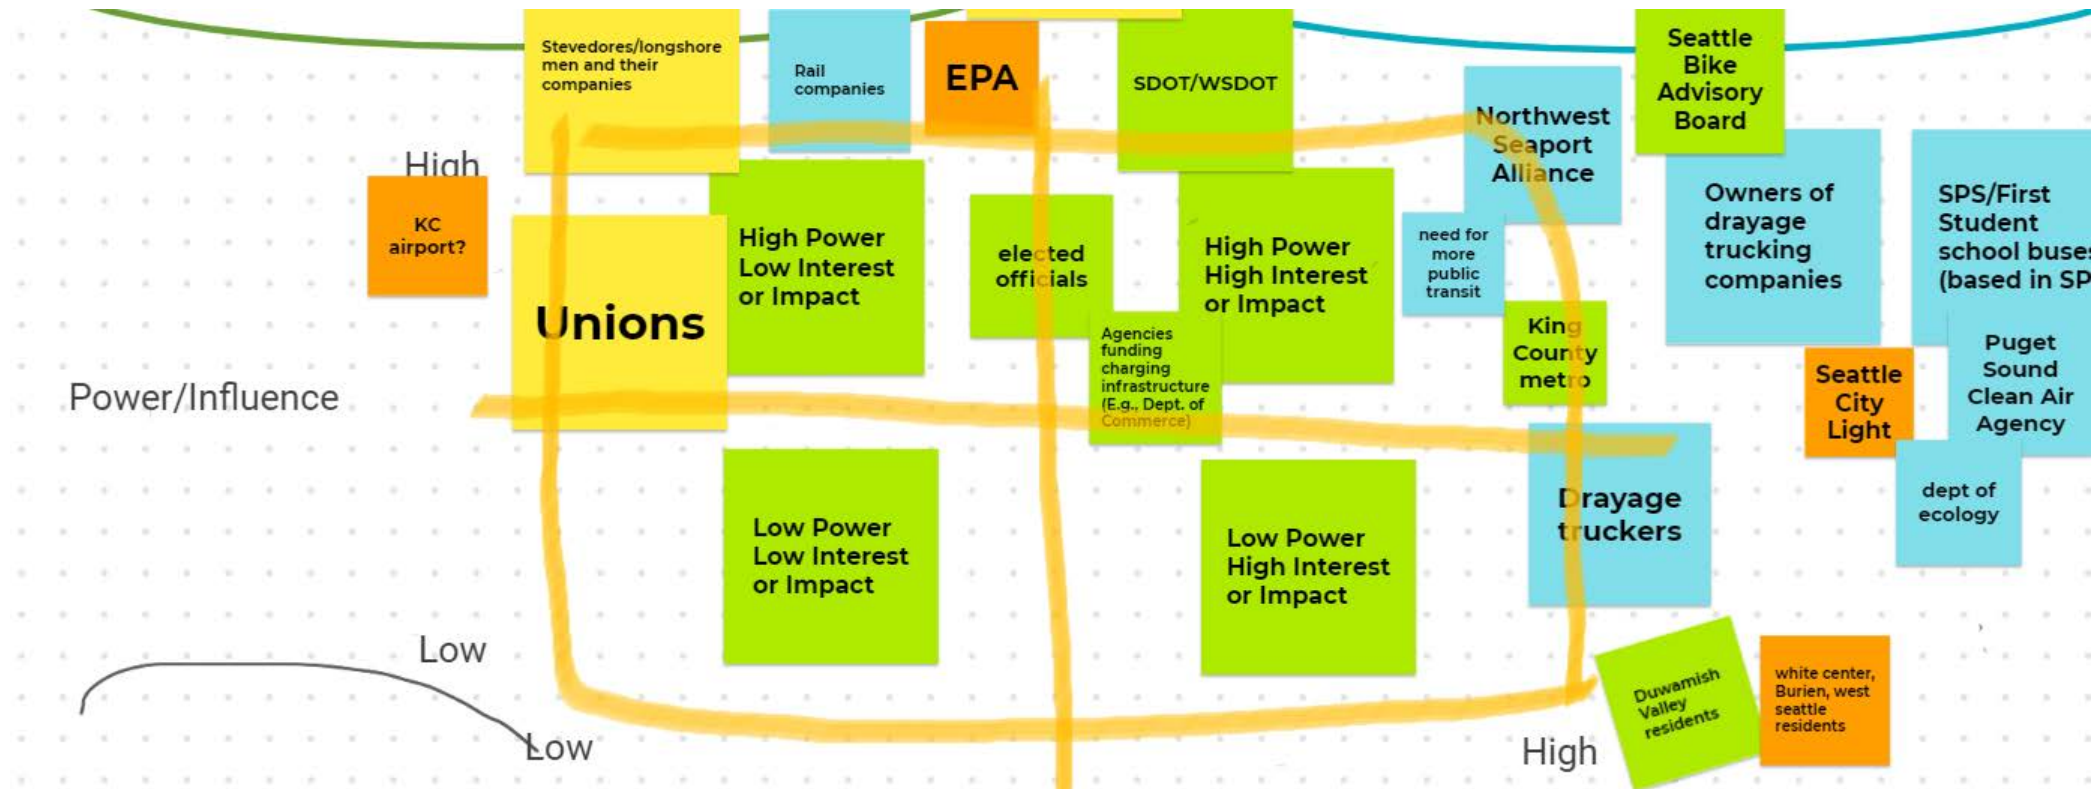 Stevedores/longshore
men and their
companies
Rail
companies
EPA
SDOT/WSDOT
Seattle
Bike
Advisory
Board
Northwest
Seaport
Alliance
High
KC
airport?
High Power
Low Interest
or Impact
elected
officials
High Power
High Interest
or Impact
need for
more
public
transit
Owners of
drayage
trucking
companies
SPS/First
Student
school buses
(based in SP
Unions
Agencies
funding
charging
infrastructure
(E.g., Dept. of
Commerce)
King
County
metro
Puget
Sound
Clean Air
Agency
Seattle
City
Light
Power/Influence
Low Power
Low Interest
or Impact
Low Power
High Interest
or Impact
Drayage
truckers
dept of
ecology
Low
Duwamish
Valley
residents
white center,
Burien, west
seattle
residents
Low
High